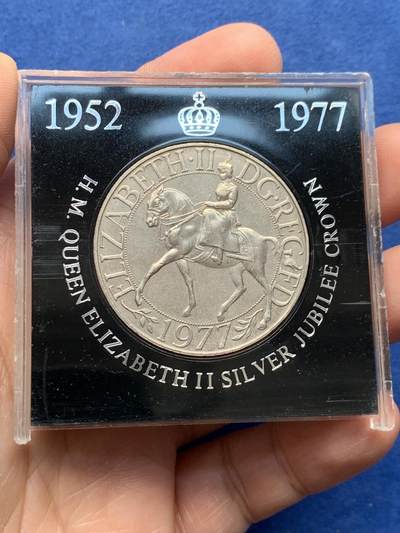 1952 1977
H. M. QUEEN ELIZABETH II SILVER JUBILEE CROWN
ELIZABETH·II D·G·REG·F·D
1977